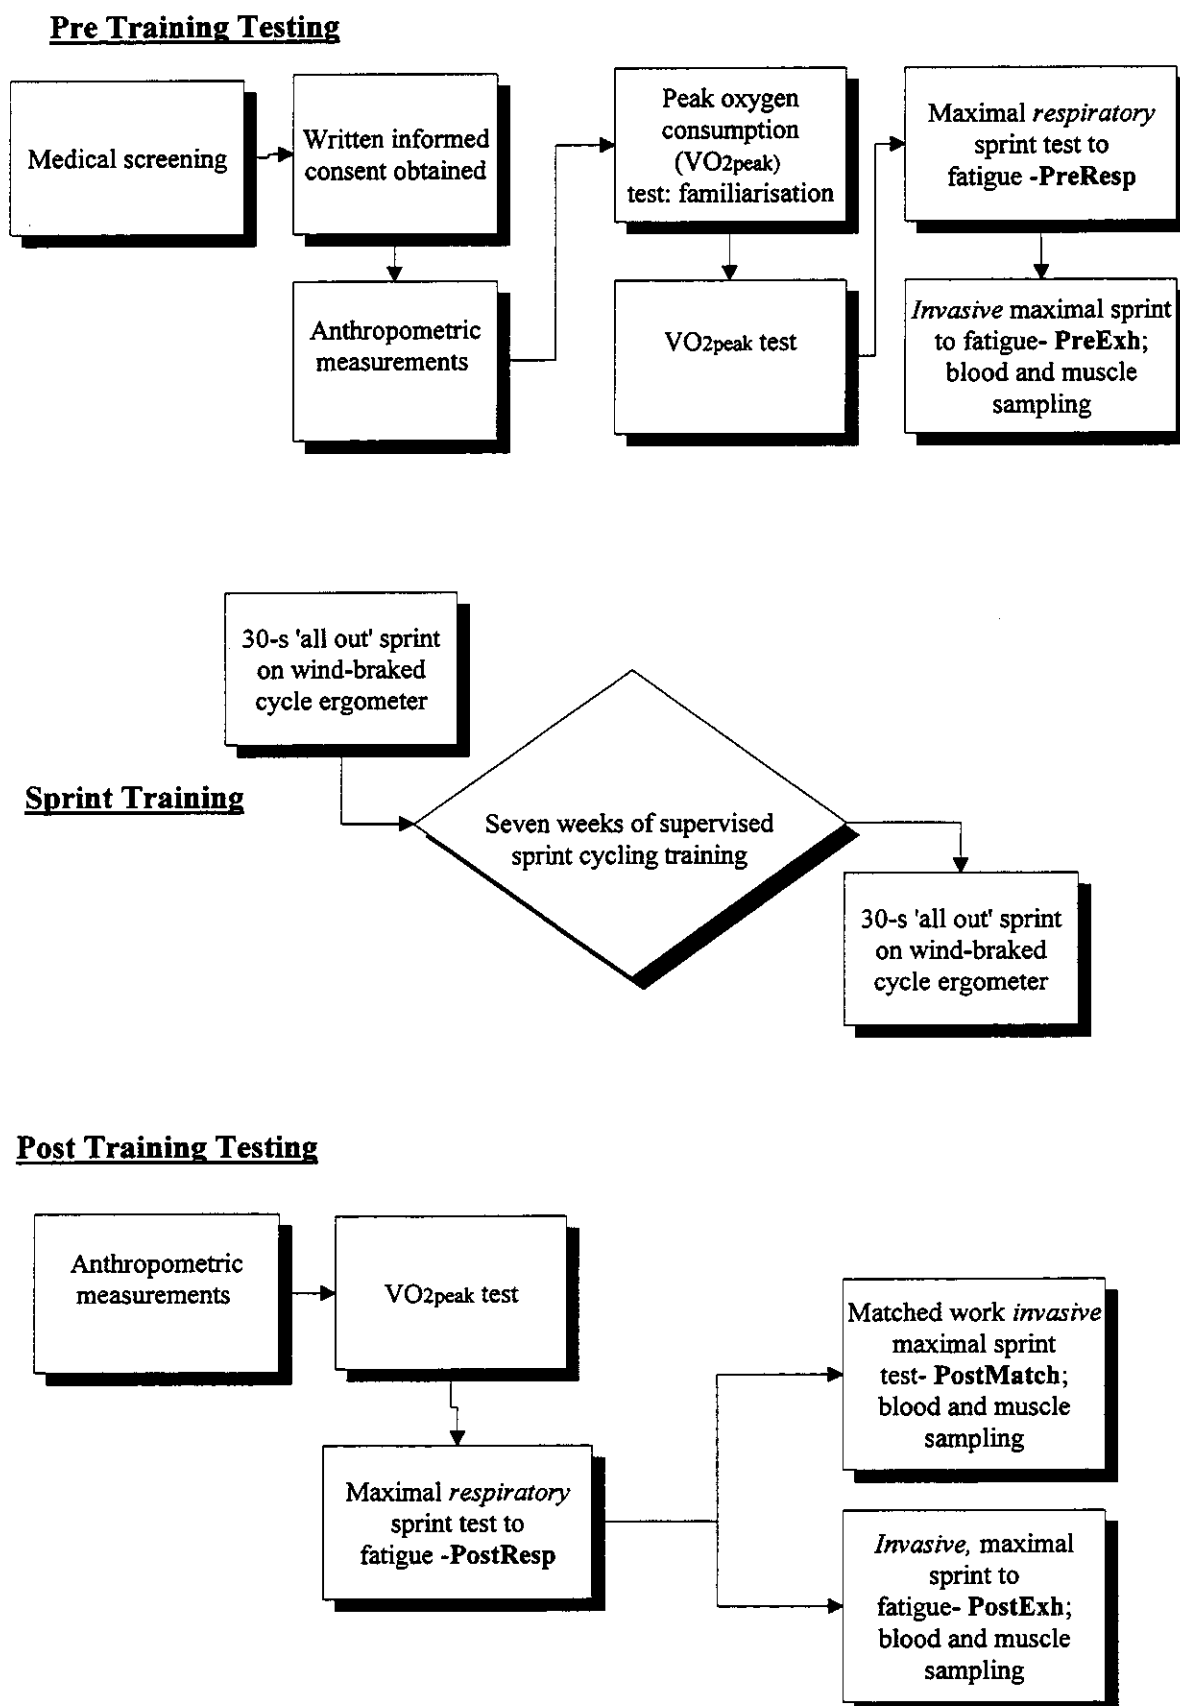 Pre Training Testing
Medical screening
Written informed
consent obtained
Anthropometric
measurements
Peak oxygen
consumption
(VO2peak)
test: familiarisation
VO2peak test
Maximal respiratory
sprint test to
fatigue -PreResp
Invasive maximal sprint
to fatigue- PreExh;
blood and muscle
sampling
30-s 'all out' sprint
on wind-braked
cycle ergometer
Sprint Training
Seven weeks of supervised
sprint cycling training
30-s 'all out' sprint
on wind-braked
cycle ergometer
Post Training Testing
Anthropometric
measurements
VO2peak test
Maximal respiratory
sprint test to
fatigue -PostResp
Matched work invasive
maximal sprint
test- PostMatch;
blood and muscle
sampling
Invasive, maximal
sprint to
fatigue- PostExh;
blood and muscle
sampling